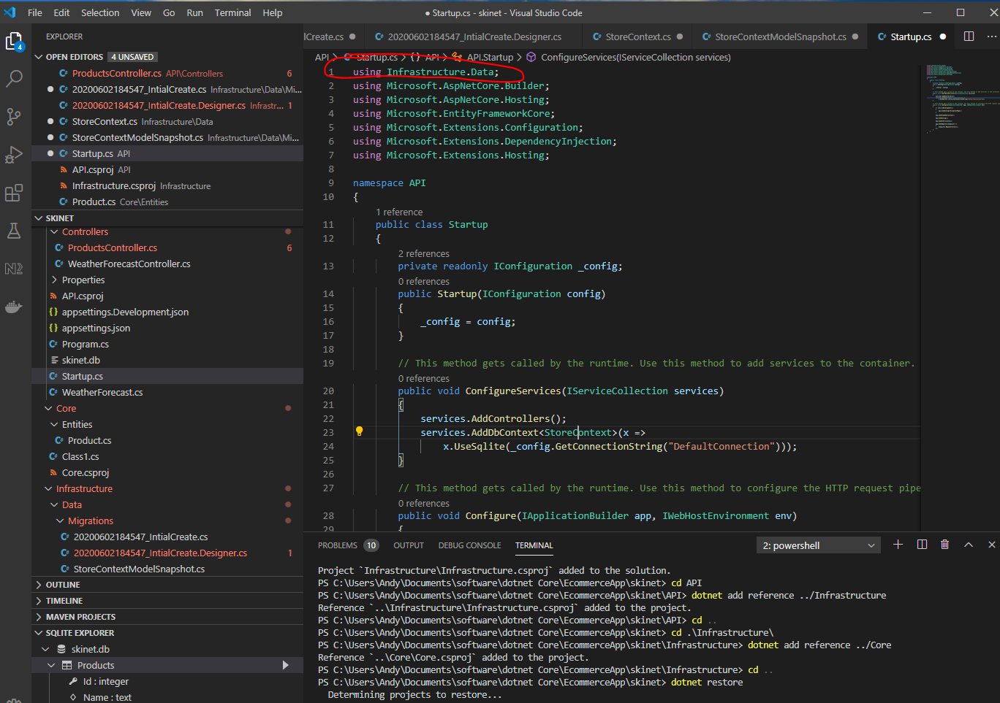 File Edit Selection View Go Run Terminal Help
● Startup.cs - skinet - Visual Studio Code
EXPLORER
OPEN EDITORS 4 UNSAVED
ProductsController.cs API\Controllers 6
20200602184547_IntialCreate.cs Infrastructure\Data\Mi...
20200602184547_IntialCreate.Designer.cs Infrastr... 1
StoreContext.cs Infrastructure\Data
StoreContextModelSnapshot.cs Infrastructure\Data\Mi...
Startup.cs API
API.csproj API
Infrastructure.csproj Infrastructure
Product.cs Core\Entities
SKINET
Controllers
ProductsController.cs 6
WeatherForecastController.cs
Properties
API.csproj
appsettings.Development.json
appsettings.json
Program.cs
skinet.db
Startup.cs
WeatherForecast.cs
Core
Entities
Product.cs
Class1.cs
Core.csproj
Infrastructure
Data
Migrations
20200602184547_IntialCreate.cs
20200602184547_IntialCreate.Designer.cs 1
StoreContextModelSnapshot.cs
OUTLINE
TIMELINE
MAVEN PROJECTS
SQLITE EXPLORER
skinet.db
Products
Id : integer
Name : text
4
lCreate.cs 20200602184547_IntialCreate.Designer.cs StoreContext.cs StoreContextModelSnapshot.cs Startup.cs
API > Startup.cs > {} API > API.Startup > ConfigureServices(IServiceCollection services)
1 using Infrastructure.Data;
2 using Microsoft.AspNetCore.Builder;
3 using Microsoft.AspNetCore.Hosting;
4 using Microsoft.EntityFrameworkCore;
5 using Microsoft.Extensions.Configuration;
6 using Microsoft.Extensions.DependencyInjection;
7 using Microsoft.Extensions.Hosting;
8
9 namespace API
10 {
1 reference
11 public class Startup
12 {
2 references
13 private readonly IConfiguration _config;
0 references
14 public Startup(IConfiguration config)
15 {
16 _config = config;
17 }
18
19 // This method gets called by the runtime. Use this method to add services to the container.
0 references
20 public void ConfigureServices(IServiceCollection services)
21 {
22 services.AddControllers();
23 services.AddDbContext<StoreContext>(x =>
24 x.UseSqlite(_config.GetConnectionString("DefaultConnection")));
25 }
26
27 // This method gets called by the runtime. Use this method to configure the HTTP request pipe
0 references
28 public void Configure(IApplicationBuilder app, IWebHostEnvironment env)
29 {
PROBLEMS 10 OUTPUT DEBUG CONSOLE TERMINAL 2: powershell
Project `Infrastructure\Infrastructure.csproj` added to the solution.
PS C:\Users\Andy\Documents\software\dotnet Core\EcommerceApp\skinet> cd API
PS C:\Users\Andy\Documents\software\dotnet Core\EcommerceApp\skinet\API> dotnet add reference ../Infrastructure
Reference `..\Infrastructure\Infrastructure.csproj` added to the project.
PS C:\Users\Andy\Documents\software\dotnet Core\EcommerceApp\skinet\API> cd ..
PS C:\Users\Andy\Documents\software\dotnet Core\EcommerceApp\skinet> cd .\Infrastructure\
PS C:\Users\Andy\Documents\software\dotnet Core\EcommerceApp\skinet\Infrastructure> dotnet add reference ../Core
Reference `..\Core\Core.csproj` added to the project.
PS C:\Users\Andy\Documents\software\dotnet Core\EcommerceApp\skinet\Infrastructure> cd ..
PS C:\Users\Andy\Documents\software\dotnet Core\EcommerceApp\skinet> dotnet restore
Determining projects to restore...